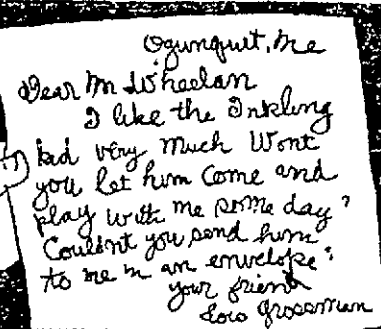 Ogunquit, Me
Dear Mr Wheelan
I like the Inkling
kid very much Wont
you let him come and
play with me some day?
Couldnt you send him
to me in an envelope?
your friend
Lois Grossman